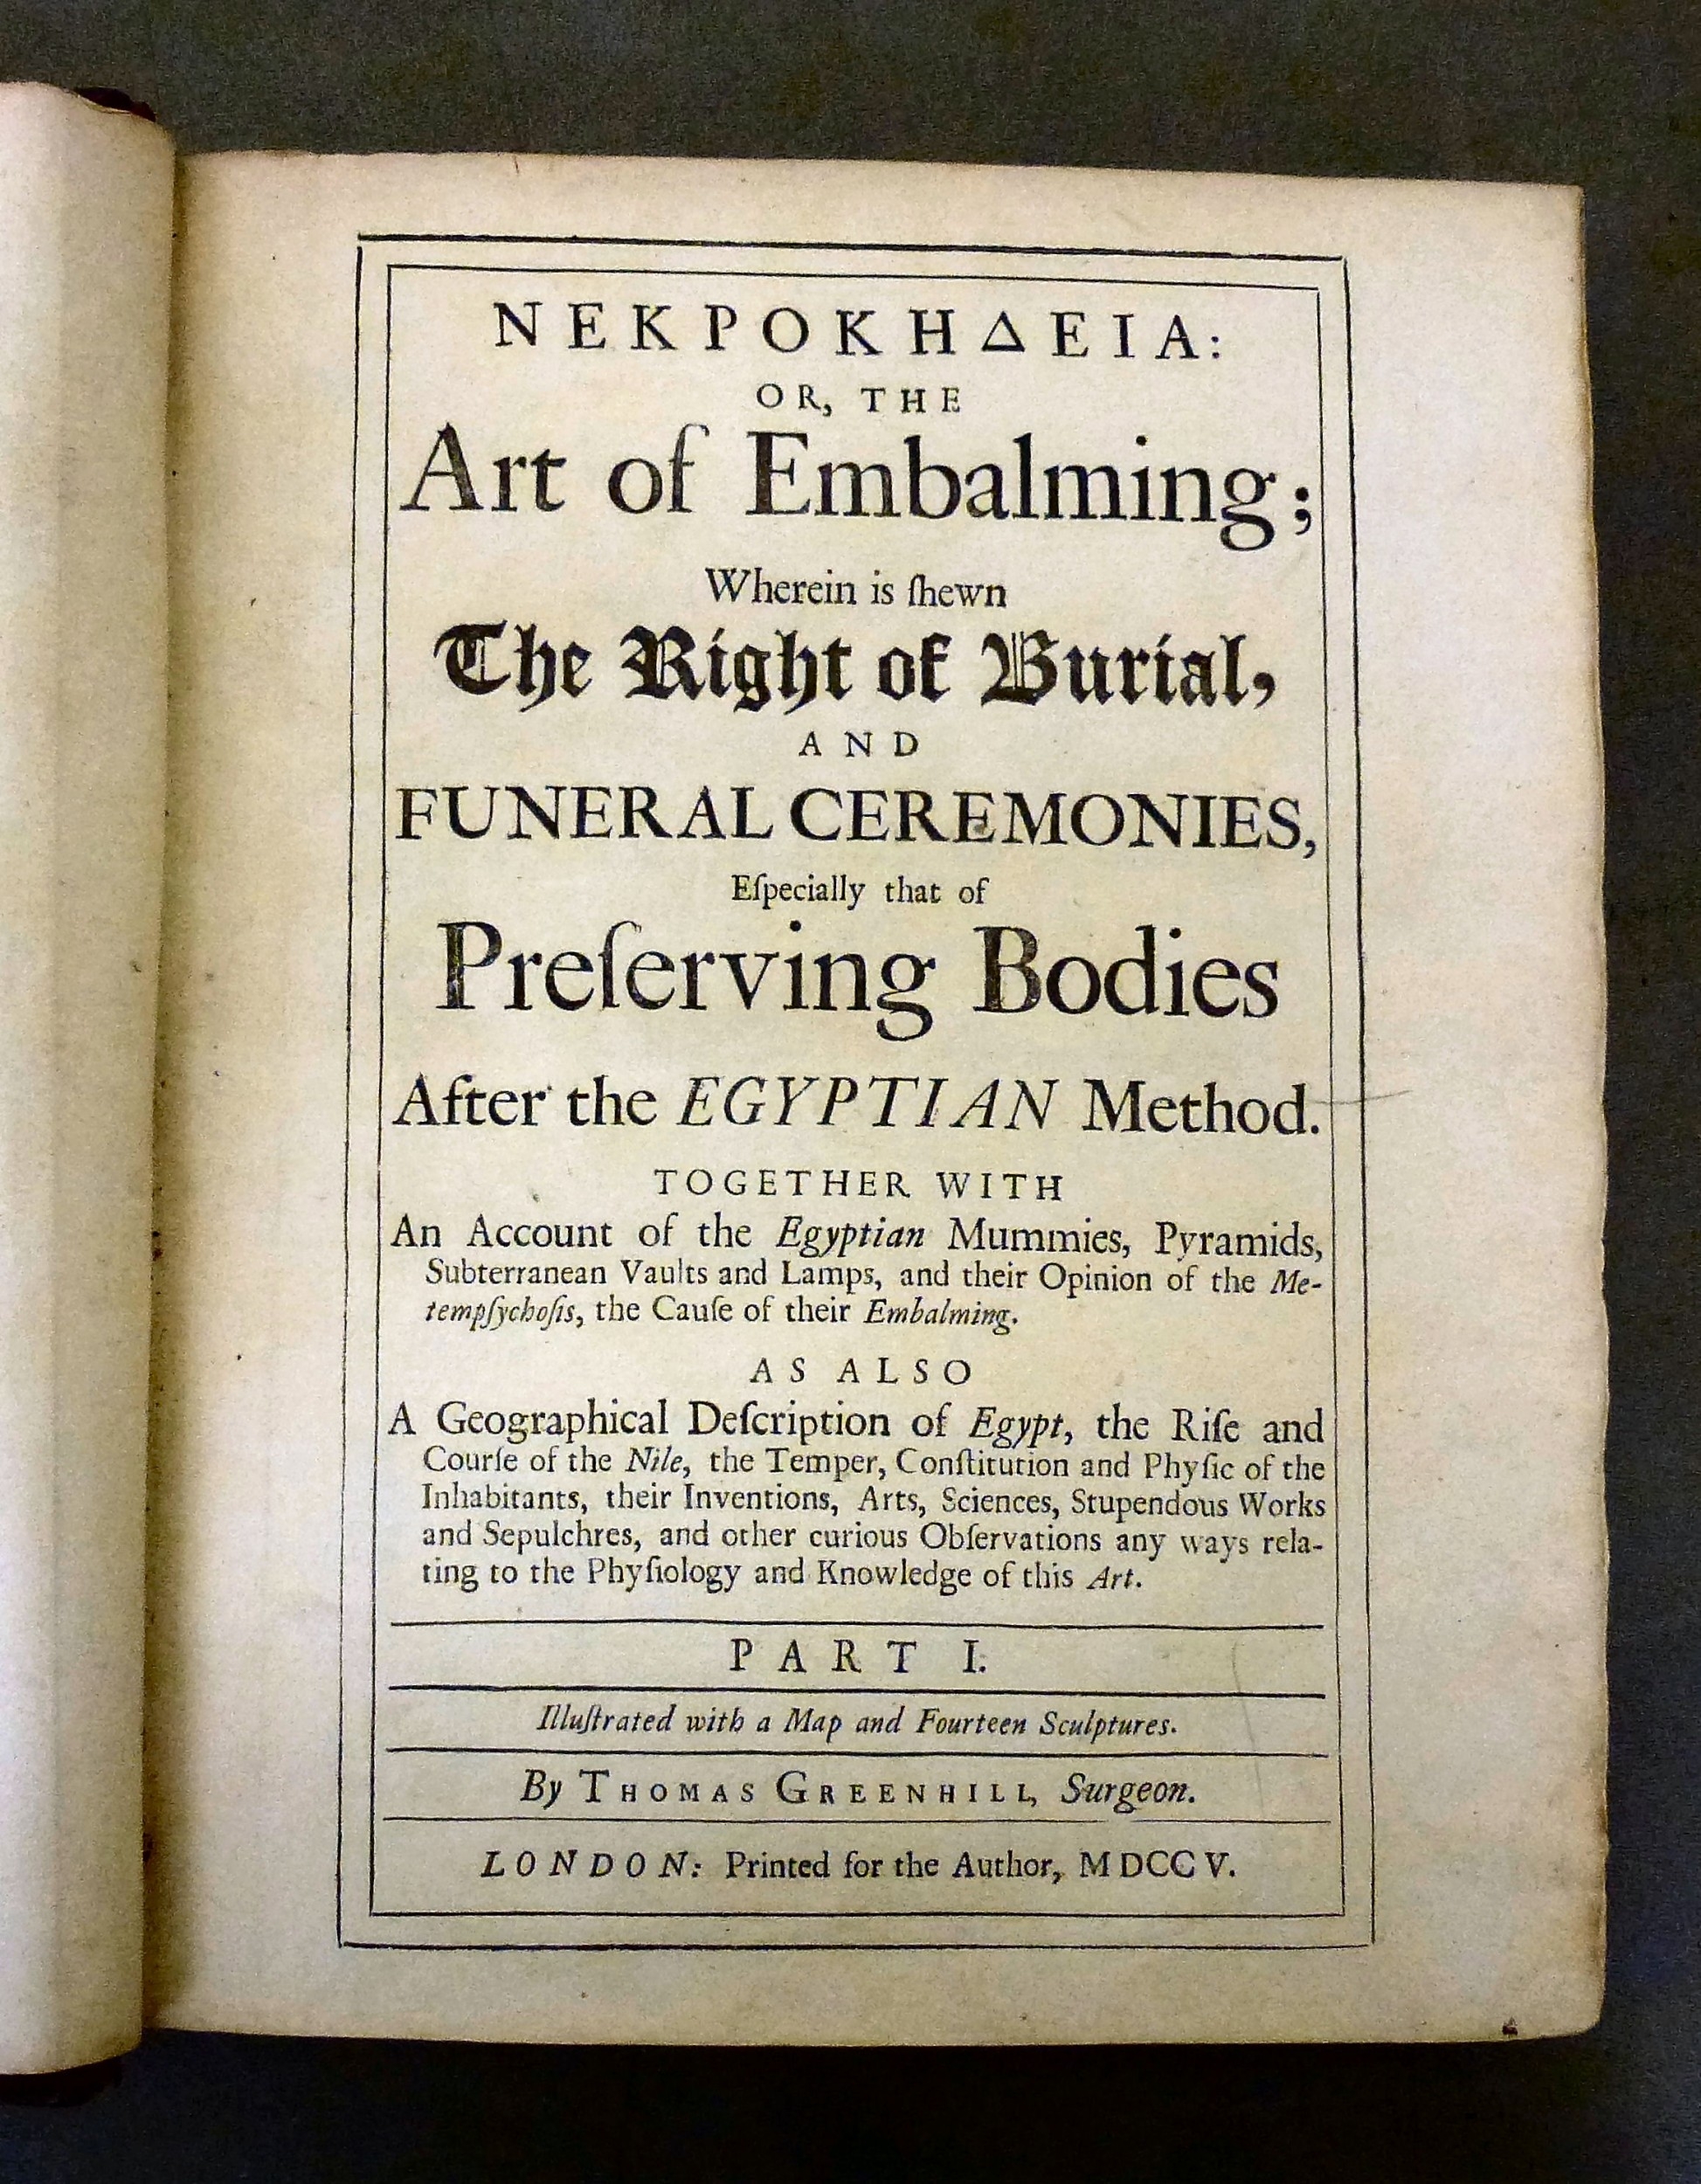 ΝΕΚΡΟΚΗΔΕΙΑ:
OR, THE
Art of Embalming;
Wherein is ſhewn
The Right of Burial,
AND
FUNERAL CEREMONIES,
Eſpecially that of
Preſerving Bodies
After the EGYPTIAN Method.
TOGETHER WITH
An Account of the Egyptian Mummies, Pyramids,
Subterranean Vaults and Lamps, and their Opinion of the Me-
tempſychoſis, the Cauſe of their Embalming.
AS ALSO
A Geographical Deſcription of Egypt, the Riſe and
Courſe of the Nile, the Temper, Conſtitution and Phyſic of the
Inhabitants, their Inventions, Arts, Sciences, Stupendous Works
and Sepulchres, and other curious Obſervations any ways rela-
ting to the Phyſiology and Knowledge of this Art.
PART I.
Illuſtrated with a Map and Fourteen Sculptures.
By THOMAS GREENHILL, Surgeon.
LONDON: Printed for the Author, MDCCV.